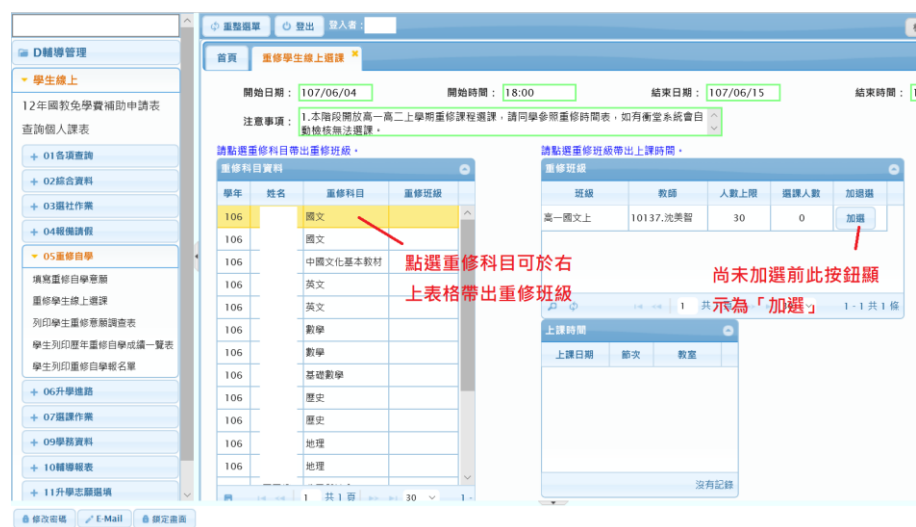 重整選單 登出 登入者：
D輔導管理
學生線上
12年國教免學費補助申請表
查詢個人課表
+ 01各項查詢
+ 02綜合資料
+ 03選社作業
+ 04報備請假
05重修自學
填寫重修自學意願
重修學生線上選課
列印學生重修意願調查表
學生列印歷年重修自學成績一覽表
學生列印重修自學報名單
+ 06升學進路
+ 07選課作業
+ 09學務資料
+ 10輔導報表
+ 11升學志願選填
修改密碼 E-Mail 鎖定畫面
首頁 重修學生線上選課
開始日期： 107/06/04 開始時間： 18:00 結束日期： 107/06/15 結束時間： 1
注意事項： 1.本階段開放高一高二上學期重修課程選課，請同學參照重修時間表，如有衝堂系統會自
動檢核無法選課。
請點選重修科目帶出重修班級。
重修科目資料
學年 姓名 重修科目 重修班級
106 國文
106 國文
106 中國文化基本教材
106 英文
106 英文
106 數學
106 數學
106 基礎數學
106 歷史
106 歷史
106 地理
106 地理
1 共 1 頁 30 1 -
點選重修科目可於右
上表格帶出重修班級
請點選重修班級帶出上課時間。
重修班級
班級 教師 人數上限 選課人數 加退選
高一國文上 10137.沈美智 30 0 加選
尚未加選前此按鈕顯
示為「加選」
1 共 1 - 1 共 1 條
上課時間
上課日期 節次 教室
沒有記錄